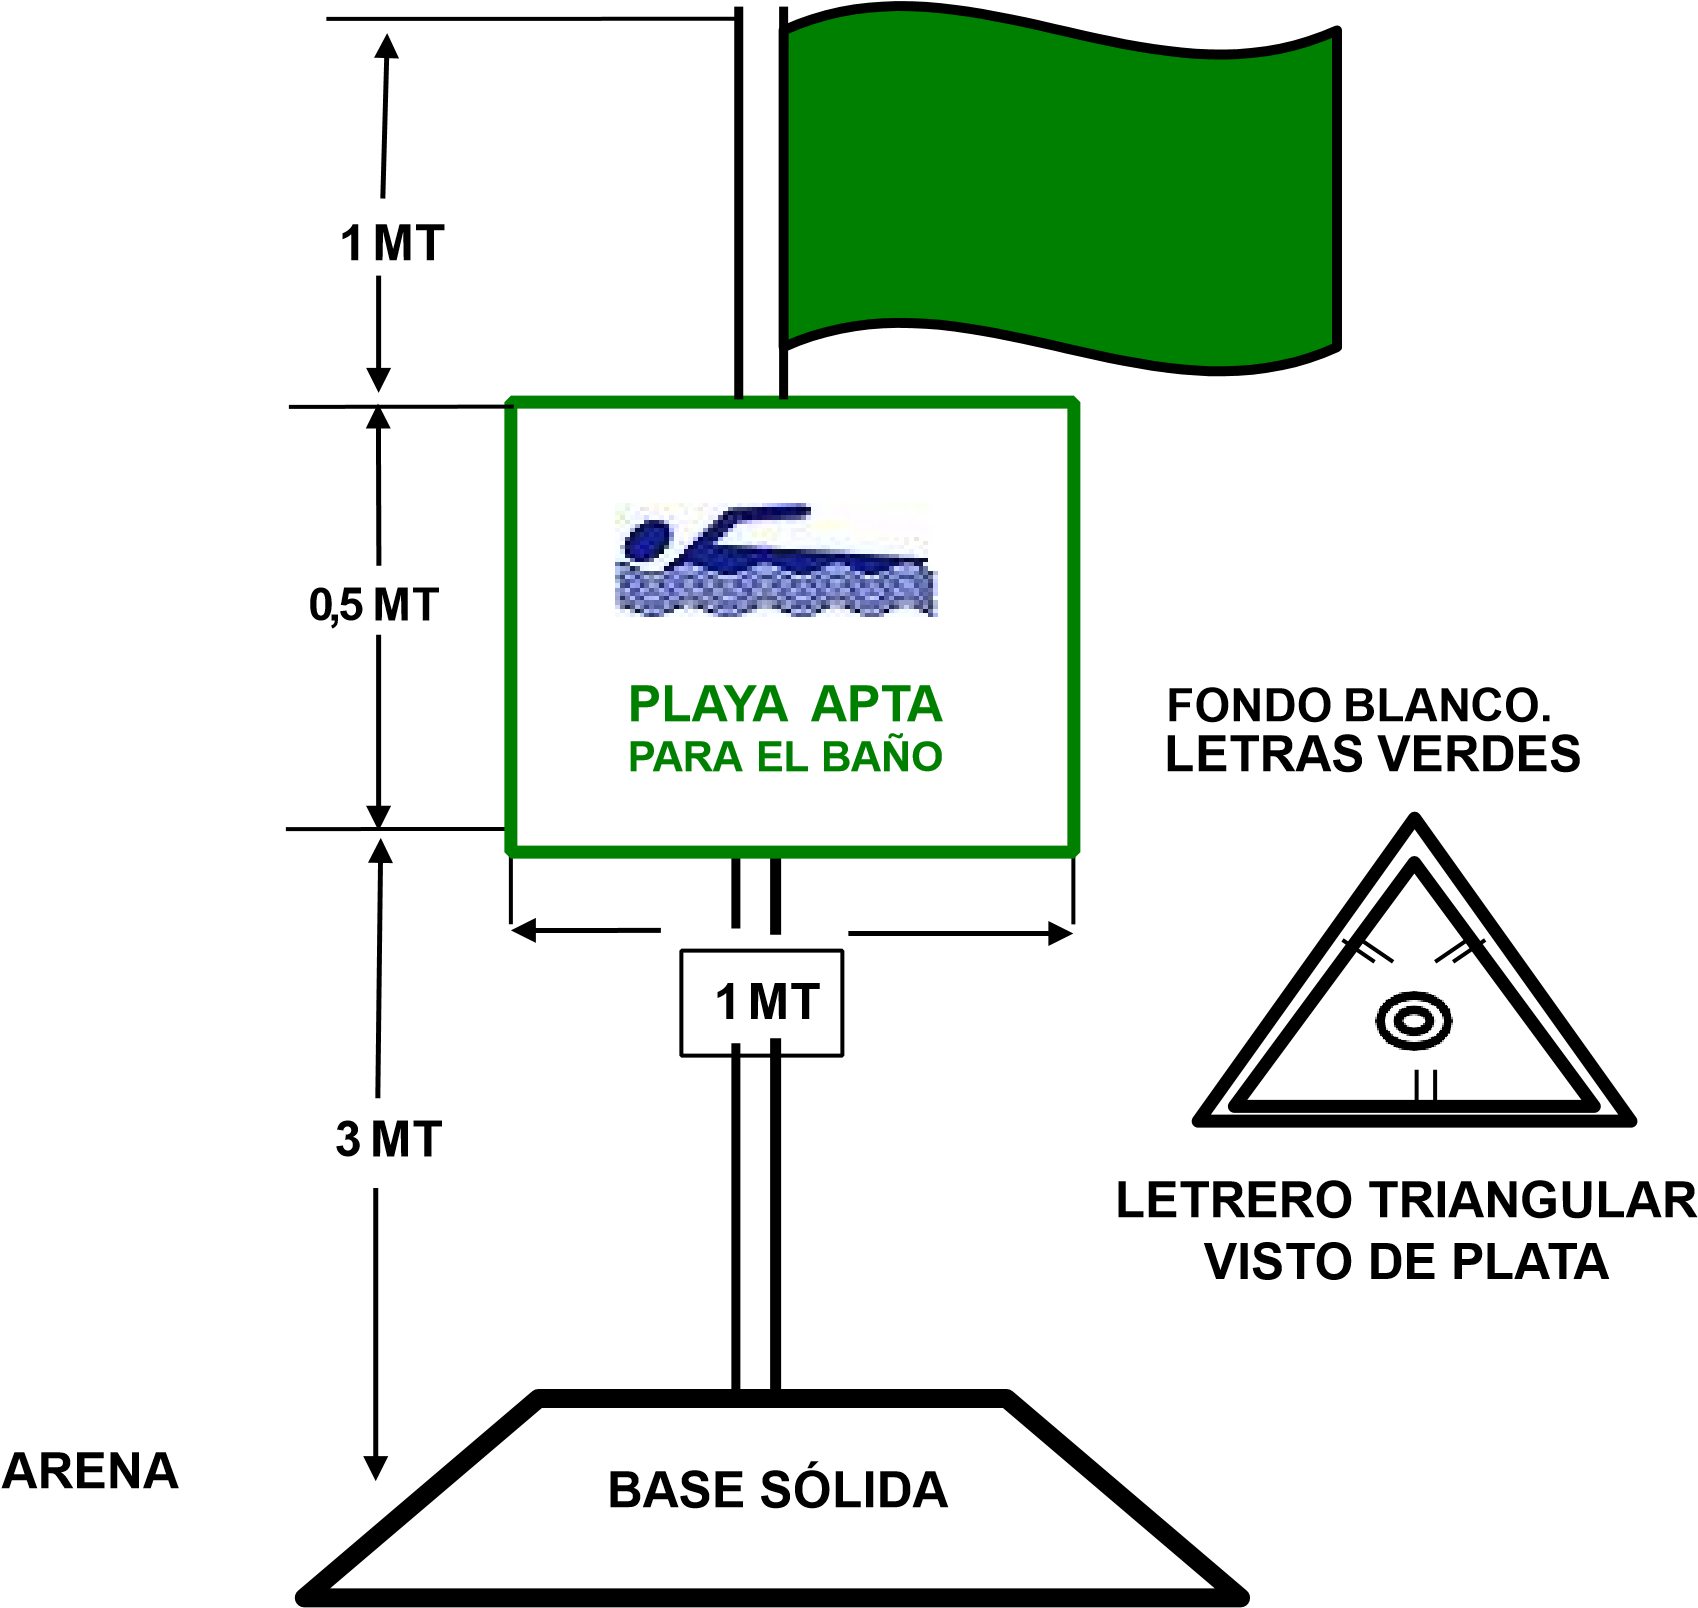 1 MT
0,5 MT
PLAYA APTA
PARA EL BAÑO
FONDO BLANCO.
LETRAS VERDES
1 MT
3 MT
LETRERO TRIANGULAR
VISTO DE PLATA
ARENA
BASE SÓLIDA